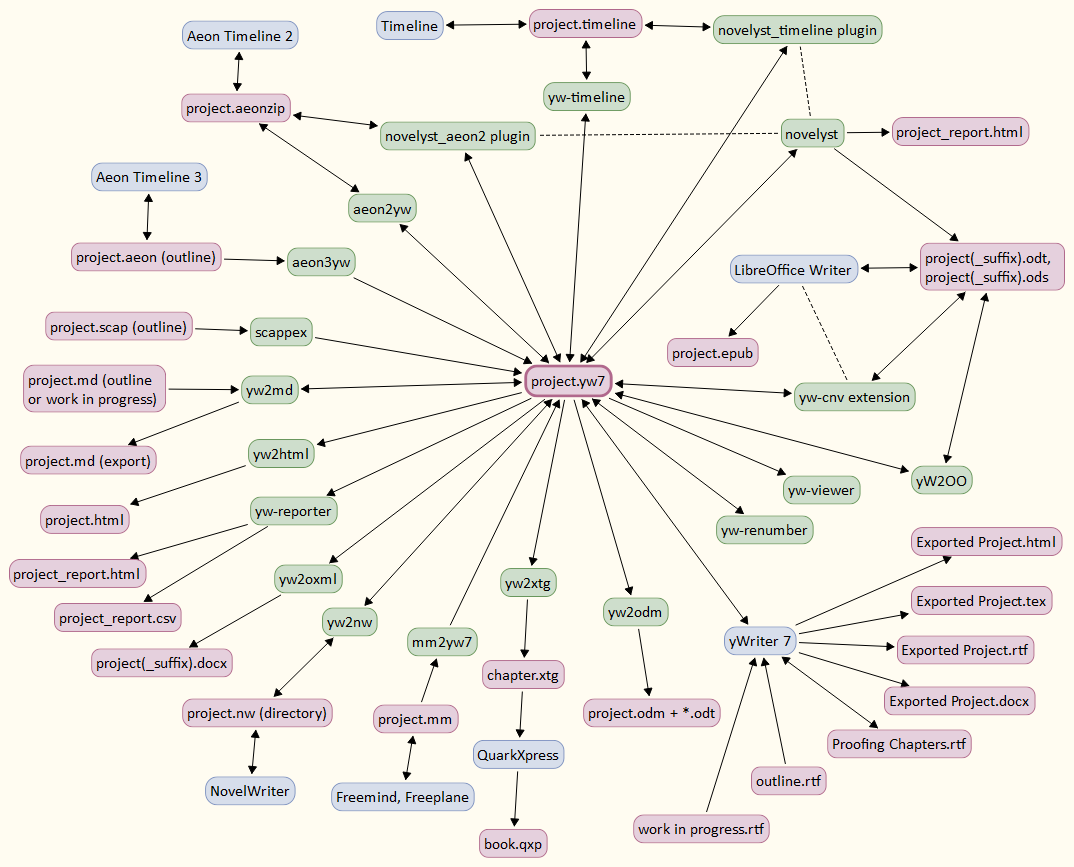 Timeline
project.timeline
novelyst_timeline plugin
Aeon Timeline 2
yw-timeline
project.aeonzip
novelyst_aeon2 plugin
novelyst
project_report.html
Aeon Timeline 3
aeon2yw
project.aeon (outline)
aeon3yw
LibreOffice Writer
project(_suffix).odt,
project(_suffix).ods
project.scap (outline)
scappex
project.epub
project.md (outline
or work in progress)
yw2md
project.yw7
yw-cnv extension
project.md (export)
yw2html
yW2OO
yw-viewer
project.html
yw-reporter
yw-renumber
Exported Project.html
project_report.html
yw2oxml
yw2xtg
Exported Project.tex
project_report.csv
yw2nw
yw2odm
mm2yw7
yWriter 7
Exported Project.rtf
project(_suffix).docx
chapter.xtg
Exported Project.docx
project.nw (directory)
project.mm
project.odm + *.odt
Proofing Chapters.rtf
QuarkXpress
outline.rtf
NovelWriter
Freemind, Freeplane
work in progress.rtf
book.qxp